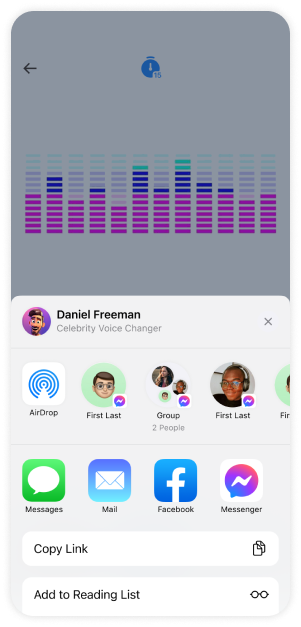 15
Daniel Freeman
Celebrity Voice Changer
AirDrop
First Last
Group
2 People
First Last
Fir
Messages
Mail
Facebook
Messenger
Copy Link
Add to Reading List